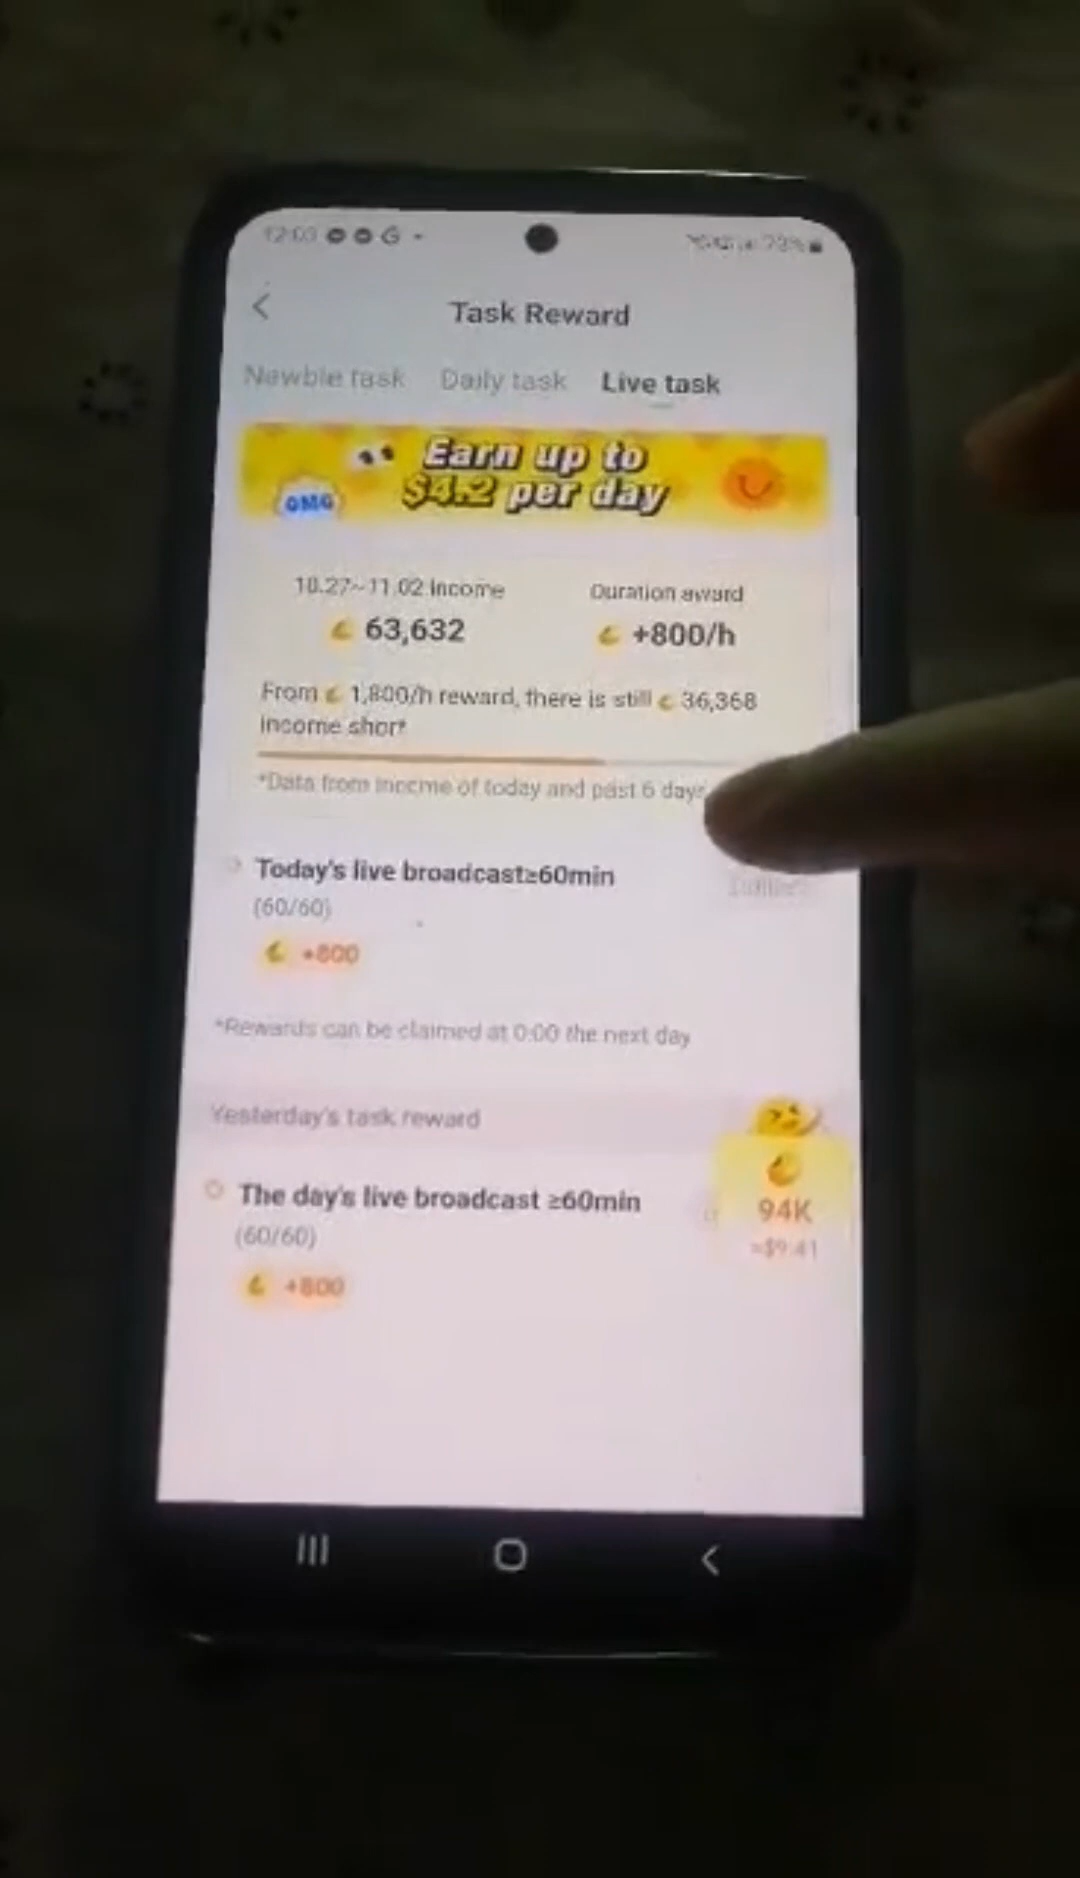 12:03
Task Reward
Newbie task Daily task Live task
Earn up to
$4.2 per day
OMG
10.27~11.02 Income Duration award
63,632 +800/h
From 1,800/h reward, there is still 36,368
income short
*Data from income of today and past 6 days
Today's live broadcast≥60min
(60/60)
+800
*Rewards can be claimed at 0:00 the next day
Yesterday's task reward
The day's live broadcast ≥60min
(60/60)
+800
94K
≈$9.41